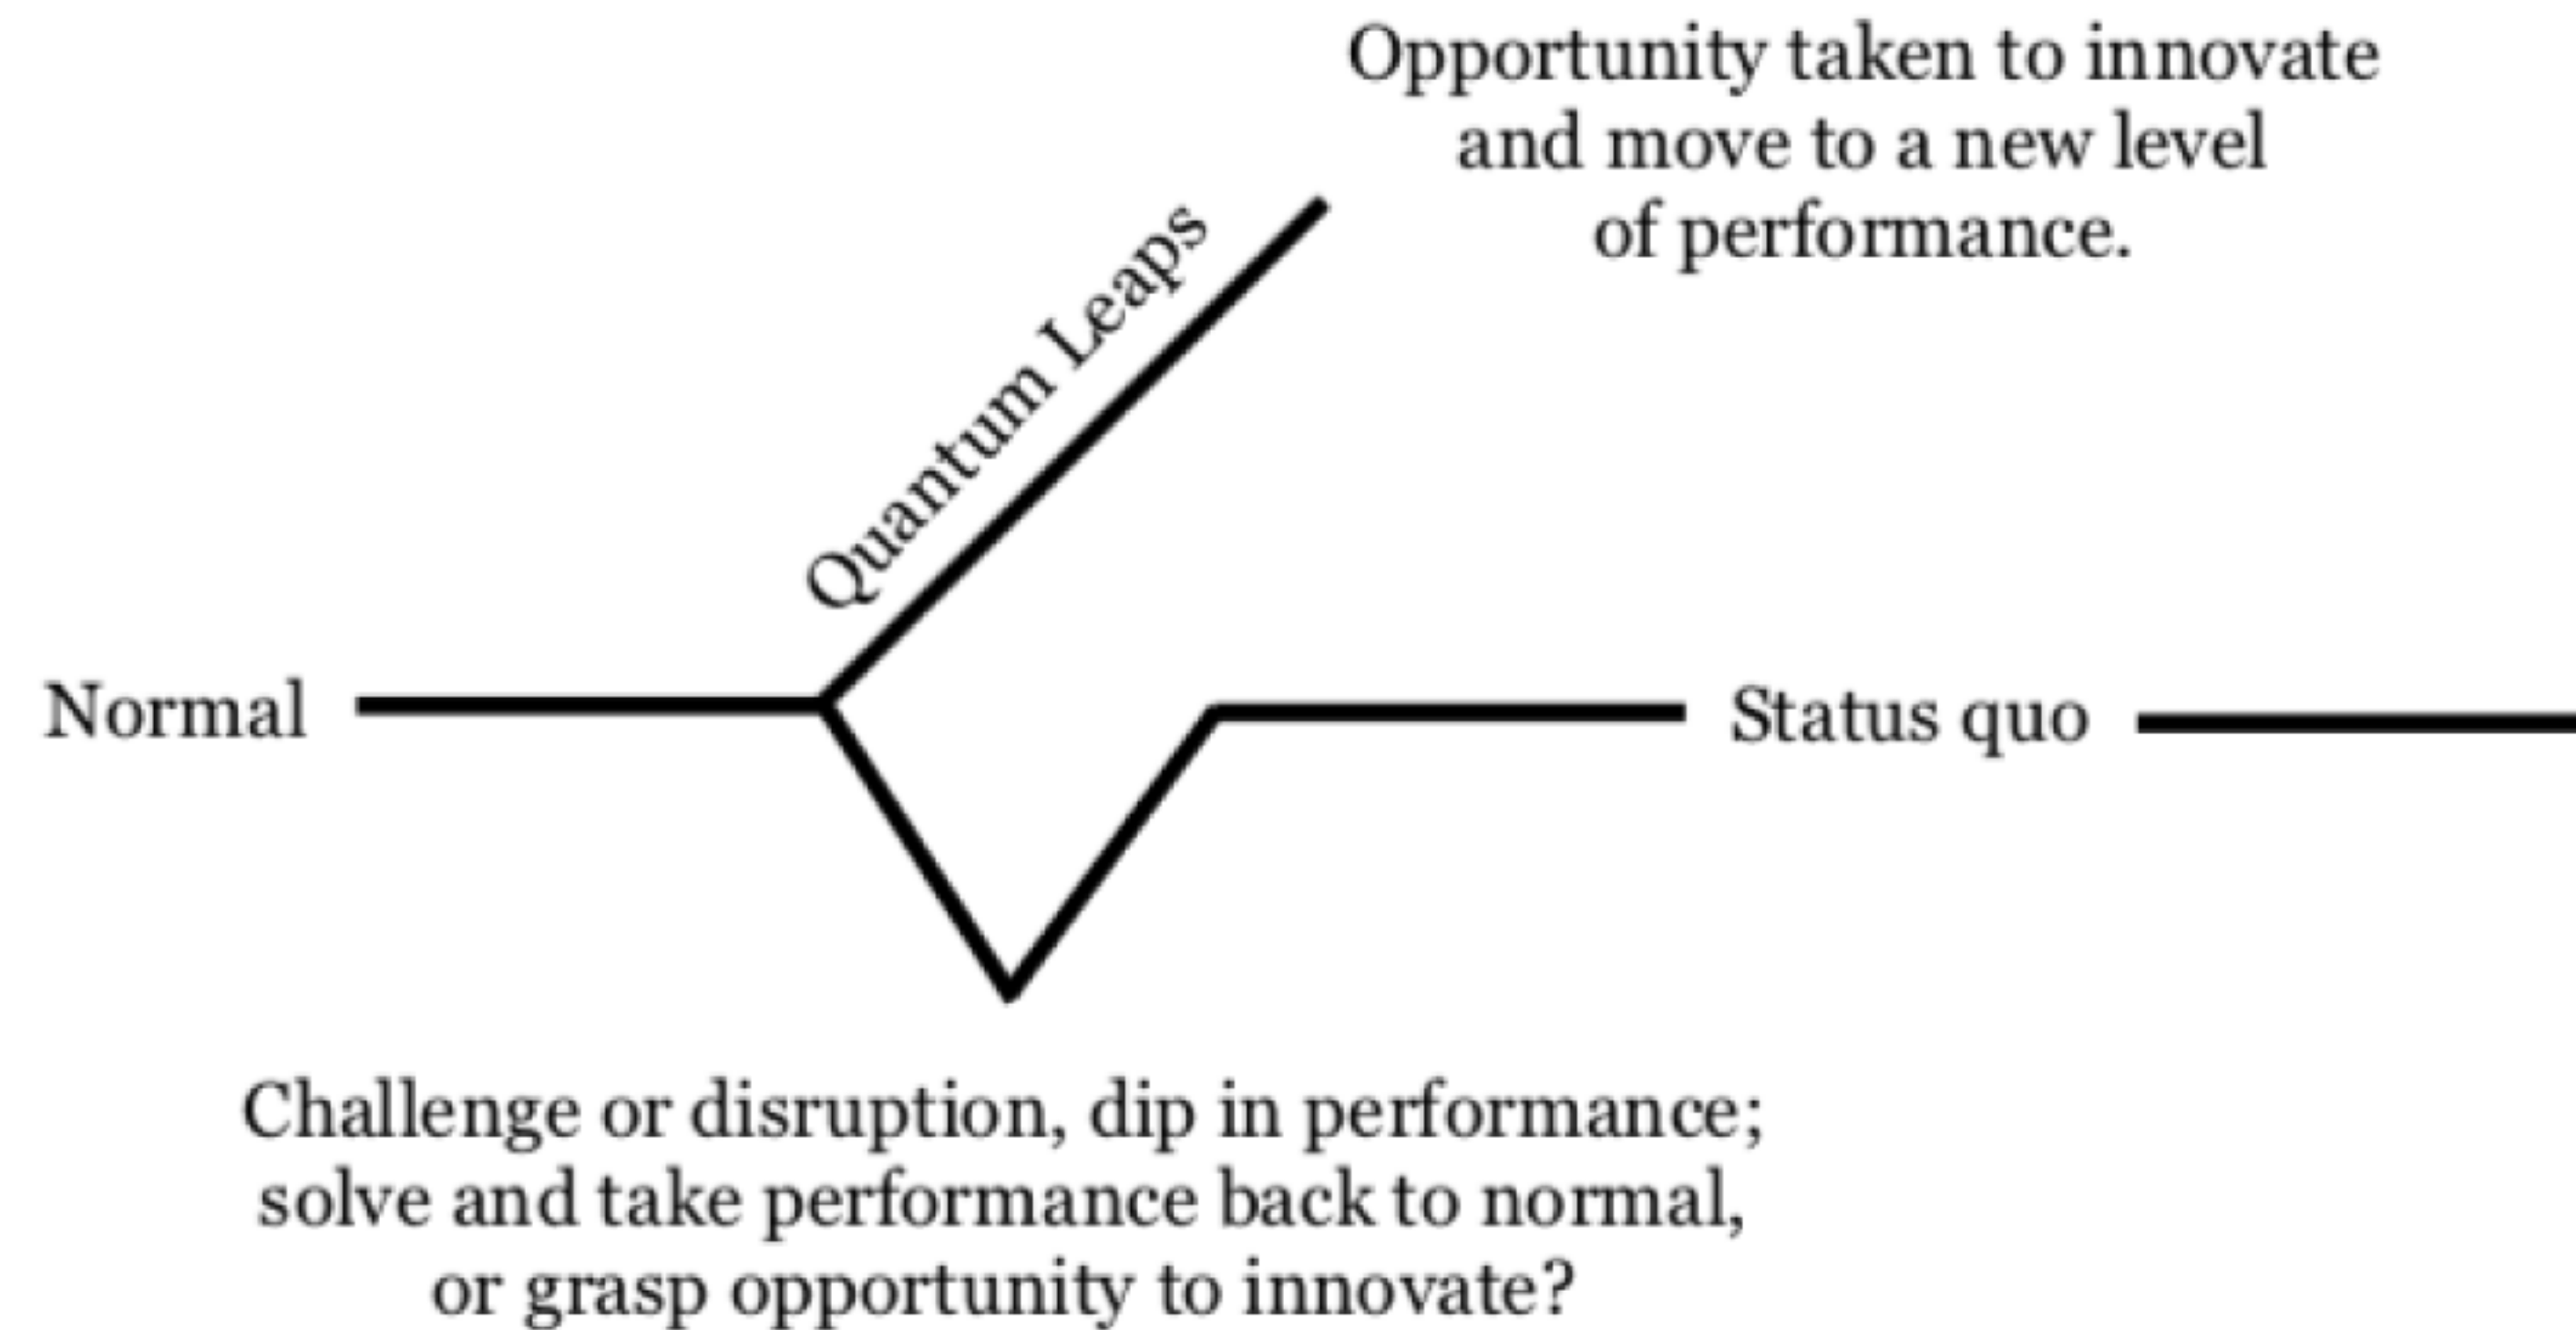 Opportunity taken to innovate
and move to a new level
of performance.
Quantum Leaps
Normal
Status quo
Challenge or disruption, dip in performance;
solve and take performance back to normal,
or grasp opportunity to innovate?